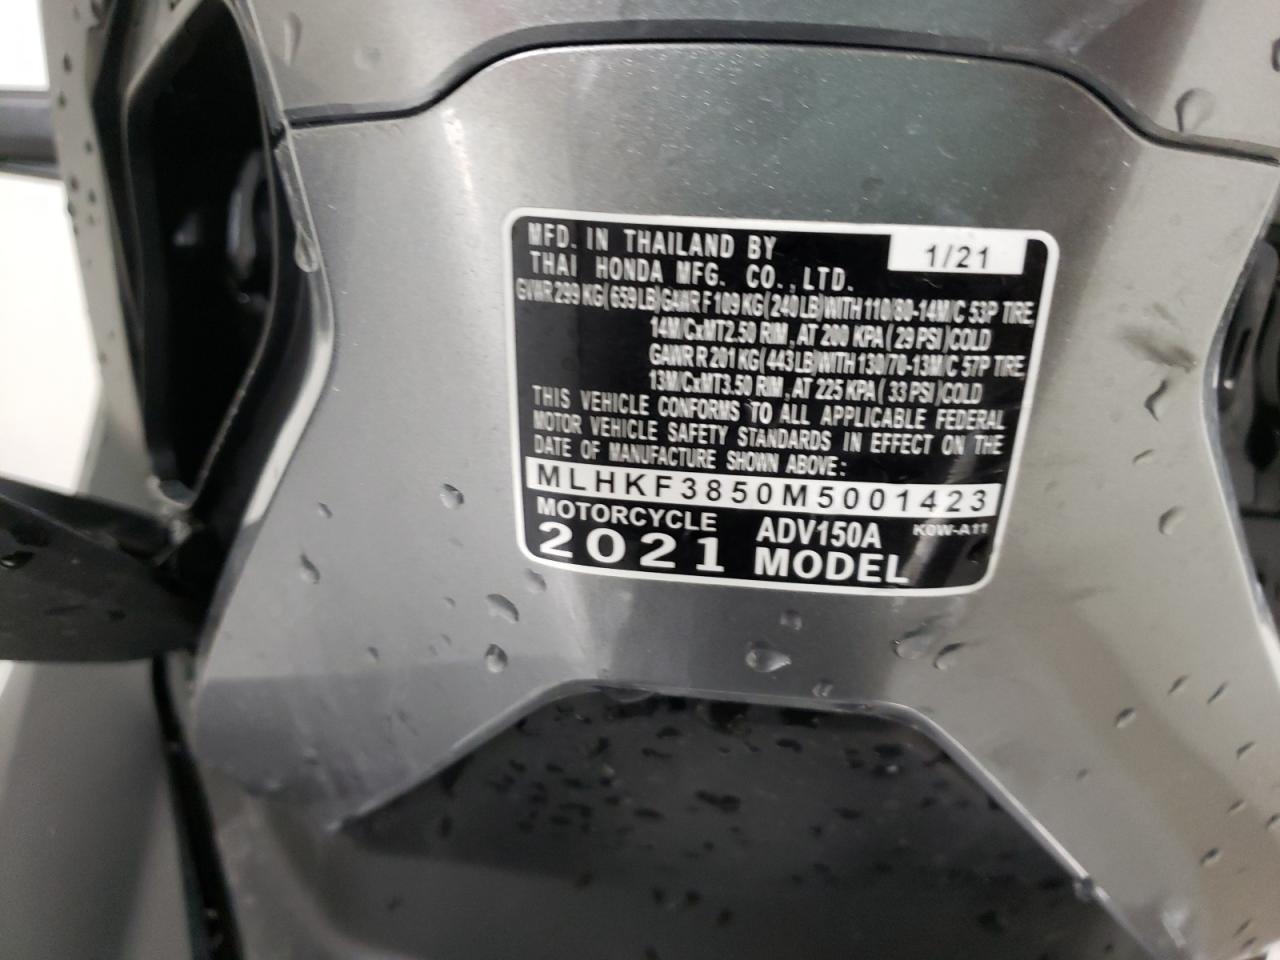 MFD. IN THAILAND BY 1/21
THAI HONDA MFG. CO., LTD.
GVWR 299 KG (659 LB) GAWR F 109 KG (240 LB) WITH 110/80-14M/C 53P TIRE,
14M/CxMT2.50 RIM, AT 200 KPA (29 PSI) COLD
GAWR R 201 KG (443 LB) WITH 130/70-13M/C 57P TIRE,
13M/CxMT3.50 RIM, AT 225 KPA (33 PSI) COLD
THIS VEHICLE CONFORMS TO ALL APPLICABLE FEDERAL
MOTOR VEHICLE SAFETY STANDARDS IN EFFECT ON THE
DATE OF MANUFACTURE SHOWN ABOVE:
MLHKF3850M5001423
MOTORCYCLE ADV150A K0W-A11
2021 MODEL